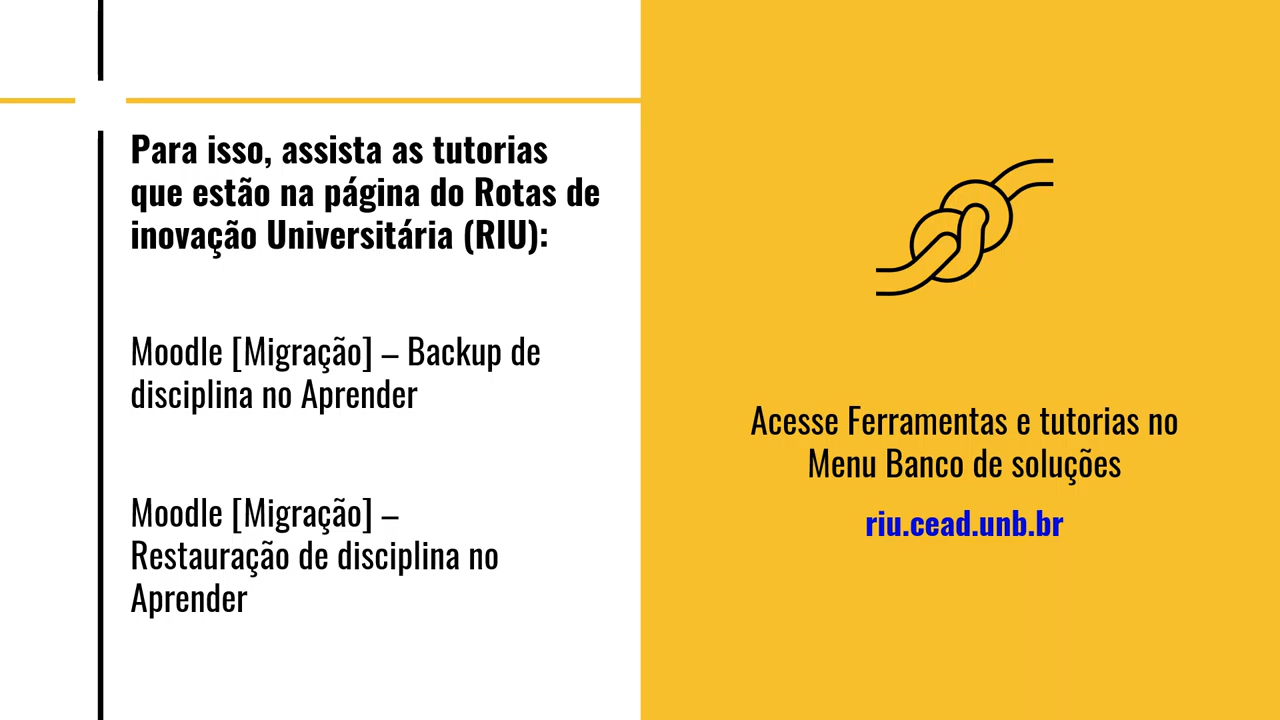 Para isso, assista as tutorias
que estão na página do Rotas de
inovação Universitária (RIU):
Moodle [Migração] – Backup de
disciplina no Aprender
Moodle [Migração] –
Restauração de disciplina no
Aprender
Acesse Ferramentas e tutorias no
Menu Banco de soluções
riu.cead.unb.br